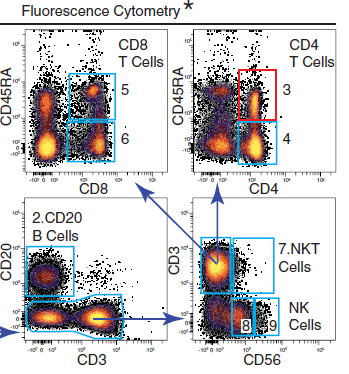 Fluorescence Cytometry *
CD8
T Cells
CD45RA
5
6
CD8
CD4
T Cells
CD45RA
3
4
CD4
2.CD20
B Cells
CD20
CD3
CD3
7.NKT
Cells
NK
Cells
8
9
CD56